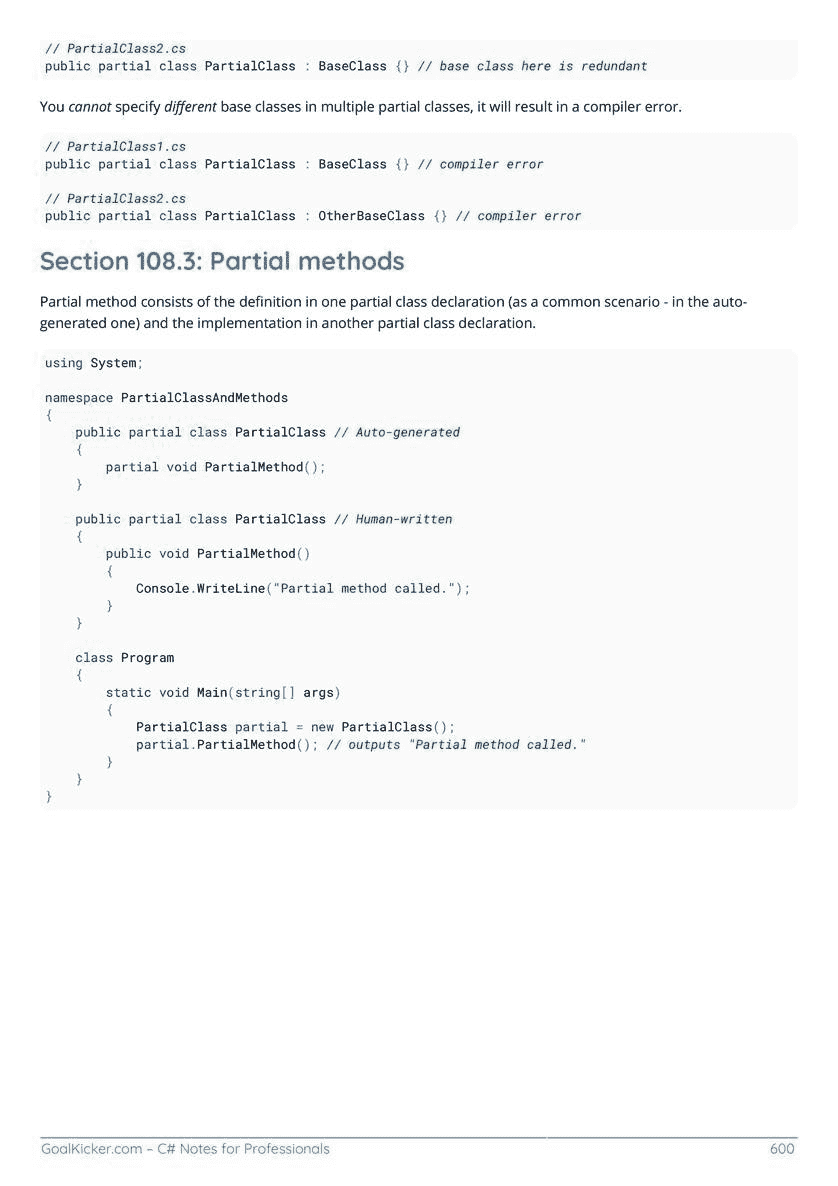 // PartialClass2.cs
public partial class PartialClass : BaseClass {} // base class here is redundant
You cannot specify different base classes in multiple partial classes, it will result in a compiler error.
// PartialClass1.cs
public partial class PartialClass : BaseClass {} // compiler error
// PartialClass2.cs
public partial class PartialClass : OtherBaseClass {} // compiler error
Section 108.3: Partial methods
Partial method consists of the definition in one partial class declaration (as a common scenario - in the auto-
generated one) and the implementation in another partial class declaration.
using System;
namespace PartialClassAndMethods
{
    public partial class PartialClass // Auto-generated
    {
        partial void PartialMethod();
    }
    public partial class PartialClass // Human-written
    {
        public void PartialMethod()
        {
            Console.WriteLine("Partial method called.");
        }
    }
    class Program
    {
        static void Main(string[] args)
        {
            PartialClass partial = new PartialClass();
            partial.PartialMethod(); // outputs "Partial method called."
        }
    }
}
GoalKicker.com – C# Notes for Professionals 600